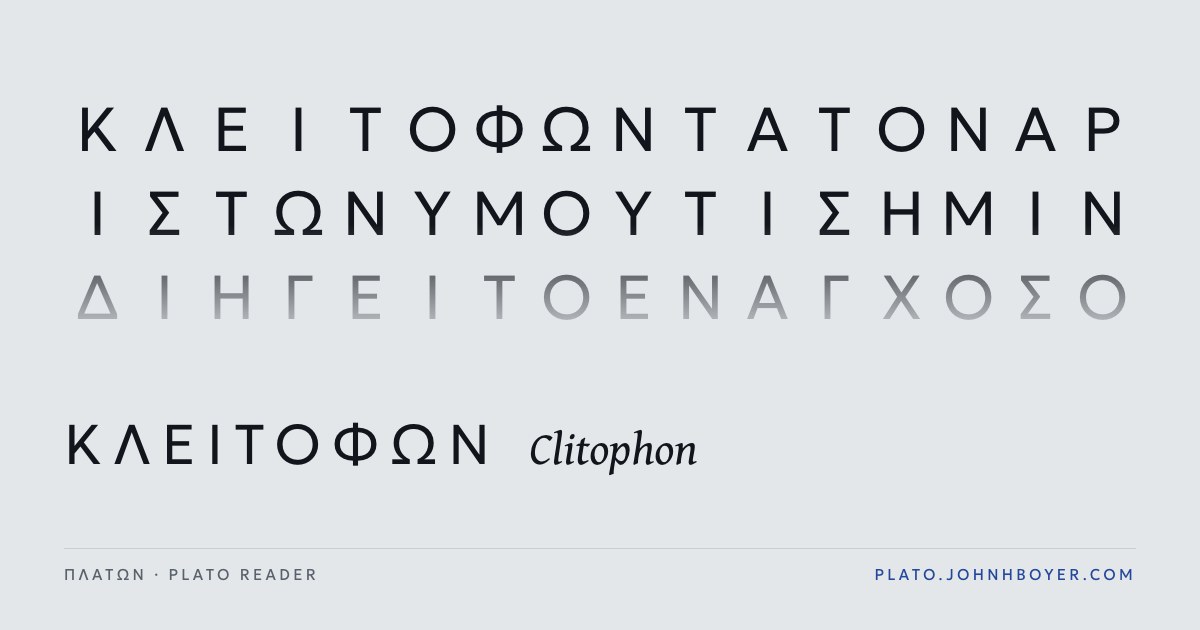 ΚΛΕΙΤΟΦΩΝΤΑΤΟΝΑΡ
ΙΣΤΩΝΥΜΟΥΤΙΣΗΜΙΝ
ΔΙΗΓΕΙΤΟΕΝΑΓΧΟΣΟ
ΚΛΕΙΤΟΦΩΝ Clitophon
ΠΛΑΤΩΝ · PLATO READER
PLATO.JOHNHBOYER.COM